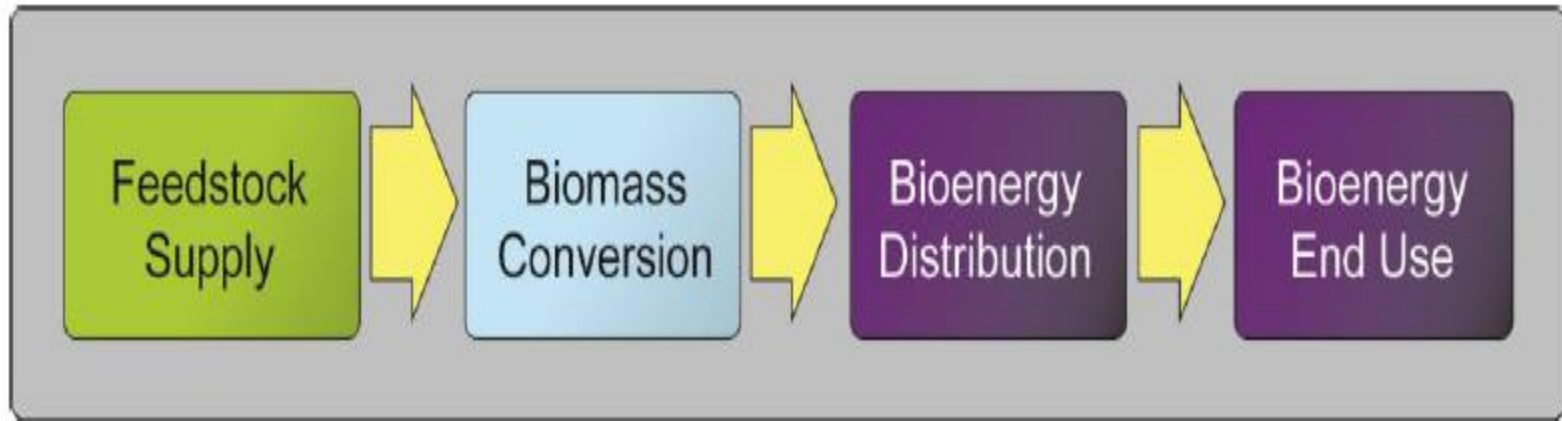 Feedstock
Supply
Biomass
Conversion
Bioenergy
Distribution
Bioenergy
End Use